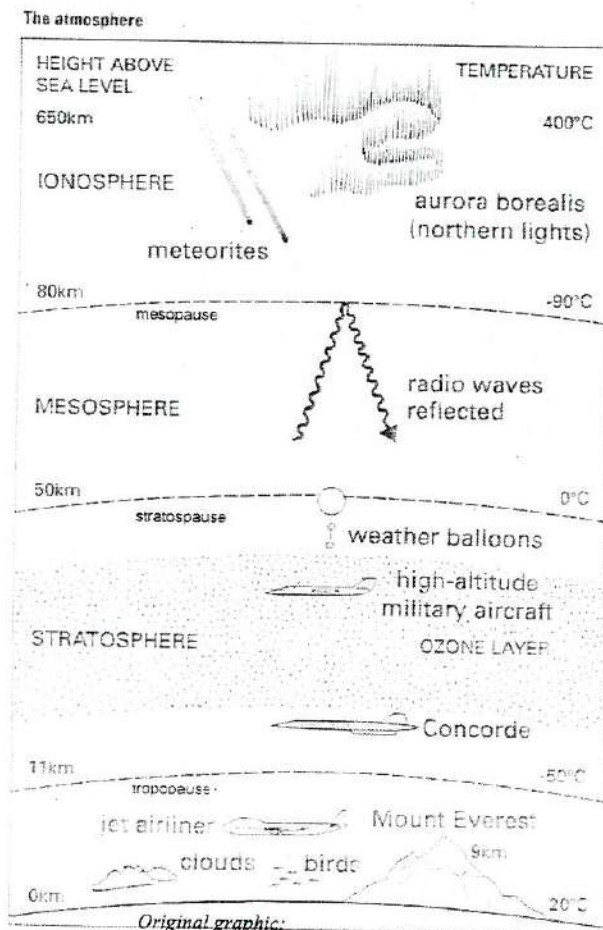 The atmosphere
HEIGHT ABOVE
SEA LEVEL
TEMPERATURE
650km
400°C
IONOSPHERE
aurora borealis
(northern lights)
meteorites
80km
-90°C
mesopause
radio waves
reflected
MESOSPHERE
50km
0°C
stratospause
weather balloons
high-altitude
military aircraft
STRATOSPHERE
OZONE LAYER
Concorde
11km
-50°C
tropopause
jet airliner
Mount Everest
9km
clouds
birds
0km
20°C
Original graphic: